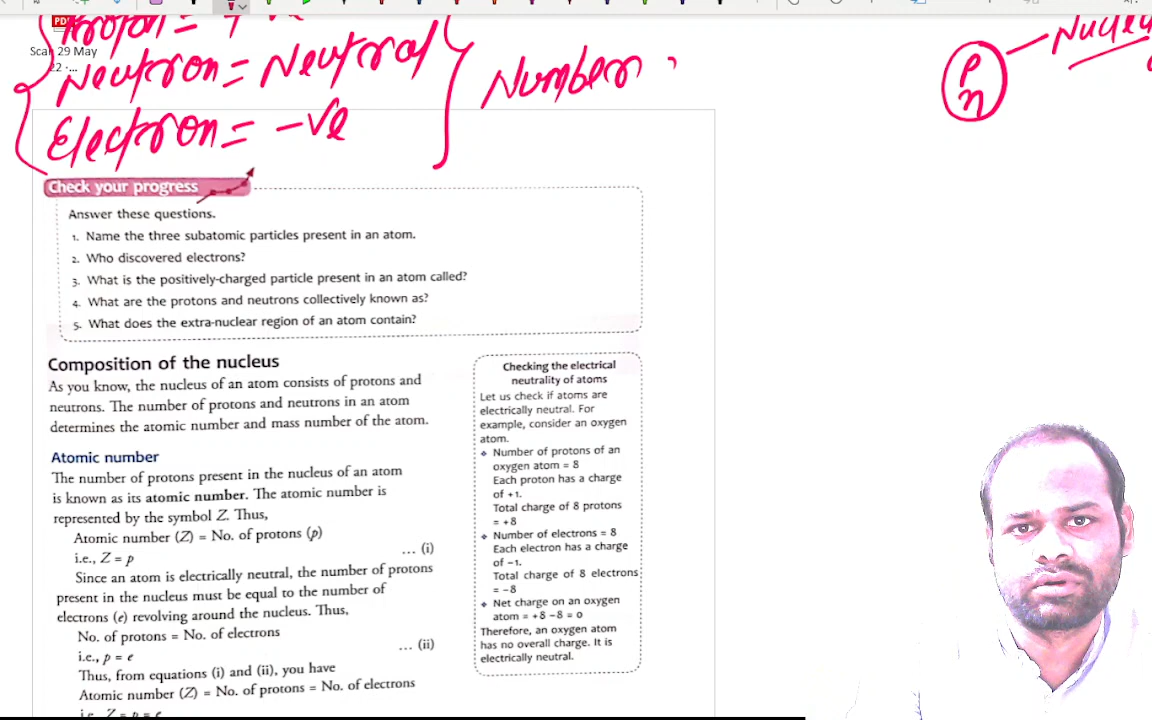 PDF
Proton = + ve
Scan 29 May
22 -...
Neutron = Neutral
Number
Electron = -ve
p
n
Check your progress
Answer these questions.
1. Name the three subatomic particles present in an atom.
2. Who discovered electrons?
3. What is the positively-charged particle present in an atom called?
4. What are the protons and neutrons collectively known as?
5. What does the extra-nuclear region of an atom contain?
Composition of the nucleus
As you know, the nucleus of an atom consists of protons and
neutrons. The number of protons and neutrons in an atom
determines the atomic number and mass number of the atom.
Atomic number
The number of protons present in the nucleus of an atom
is known as its atomic number. The atomic number is
represented by the symbol Z. Thus,
Atomic number (Z) = No. of protons (p)
i.e., Z = p ... (i)
Since an atom is electrically neutral, the number of protons
present in the nucleus must be equal to the number of
electrons (e) revolving around the nucleus. Thus,
No. of protons = No. of electrons
i.e., p = e ... (ii)
Thus, from equations (i) and (ii), you have
Atomic number (Z) = No. of protons = No. of electrons
i.e. Z = p = e
Checking the electrical
neutrality of atoms
Let us check if atoms are
electrically neutral. For
example, consider an oxygen
atom.
❖ Number of protons of an
oxygen atom = 8
Each proton has a charge
of +1.
Total charge of 8 protons
= +8
❖ Number of electrons = 8
Each electron has a charge
of −1.
Total charge of 8 electrons
= −8
❖ Net charge on an oxygen
atom = +8 −8 = 0
Therefore, an oxygen atom
has no overall charge. It is
electrically neutral.